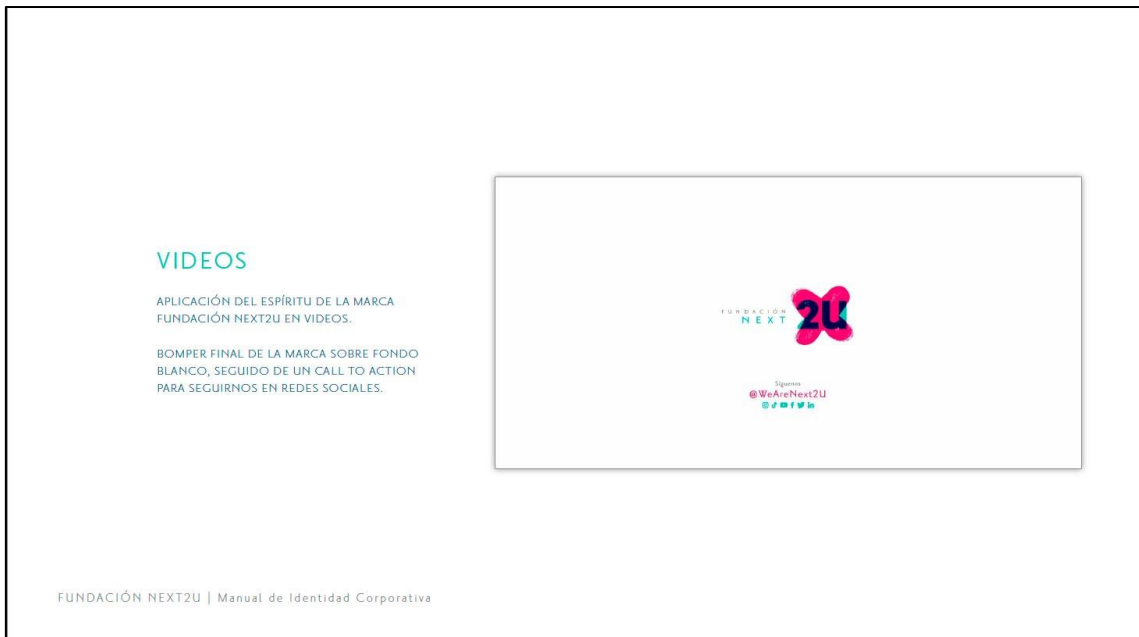 VIDEOS
APLICACIÓN DEL ESPÍRITU DE LA MARCA
FUNDACIÓN NEXT2U EN VIDEOS.
BOMPER FINAL DE LA MARCA SOBRE FONDO
BLANCO, SEGUIDO DE UN CALL TO ACTION
PARA SEGUIRNOS EN REDES SOCIALES.
FUNDACIÓN
NEXT
2U
Síguenos
@WeAreNext2U
FUNDACIÓN NEXT2U | Manual de Identidad Corporativa